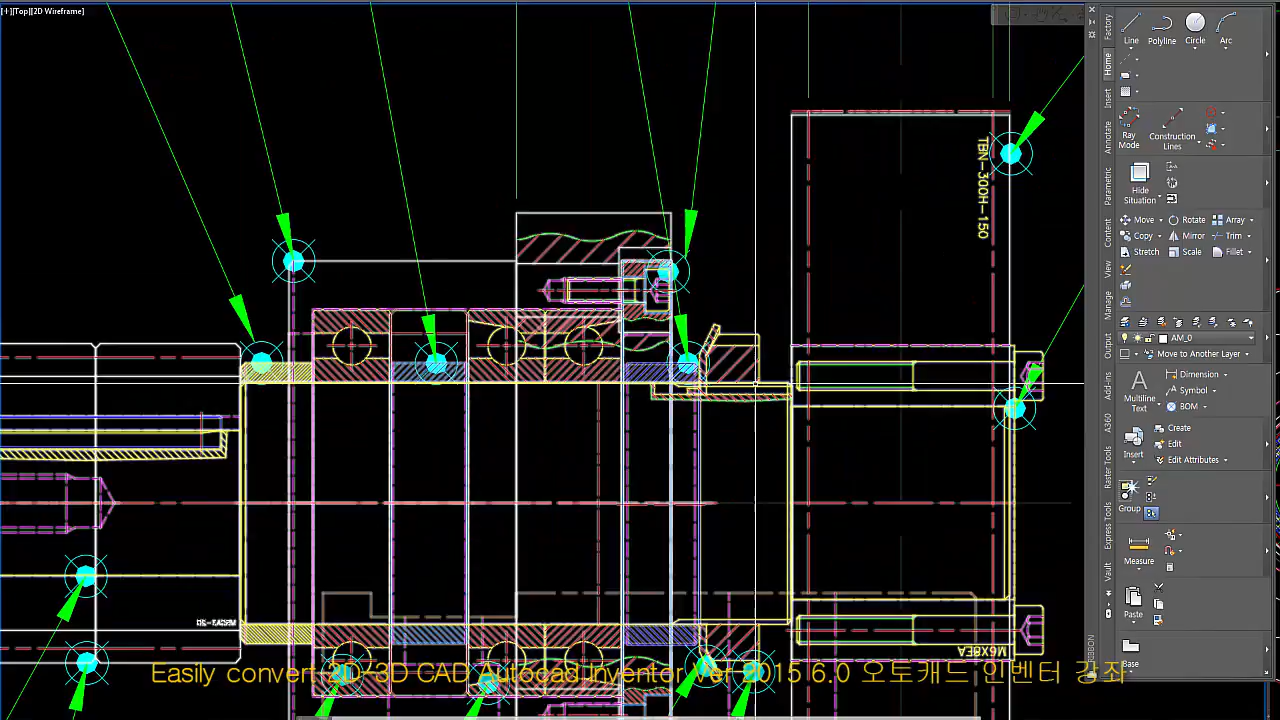 [+][Top][2D Wireframe]
Factory
Home
Insert
Annotate
Parametric
Content
View
Manage
Output
Add-ins
A360
Raster Tools
Express Tools
Vault
RIBBON
Line
Polyline
Circle
Arc
Ray Mode
Construction Lines
Hide Situation
Move
Rotate
Array
Copy
Mirror
Trim
Stretch
Scale
Fillet
AM_0
Move to Another Layer
Multiline Text
Dimension
Symbol
BOM
Insert
Create
Edit
Edit Attributes
Group
Measure
Paste
Base
TBN-300H-150
M6X8EA
Easily convert 2D-3D CAD Autocad Inventor Ver 2015 6.0 오토캐드 인벤터 강좌